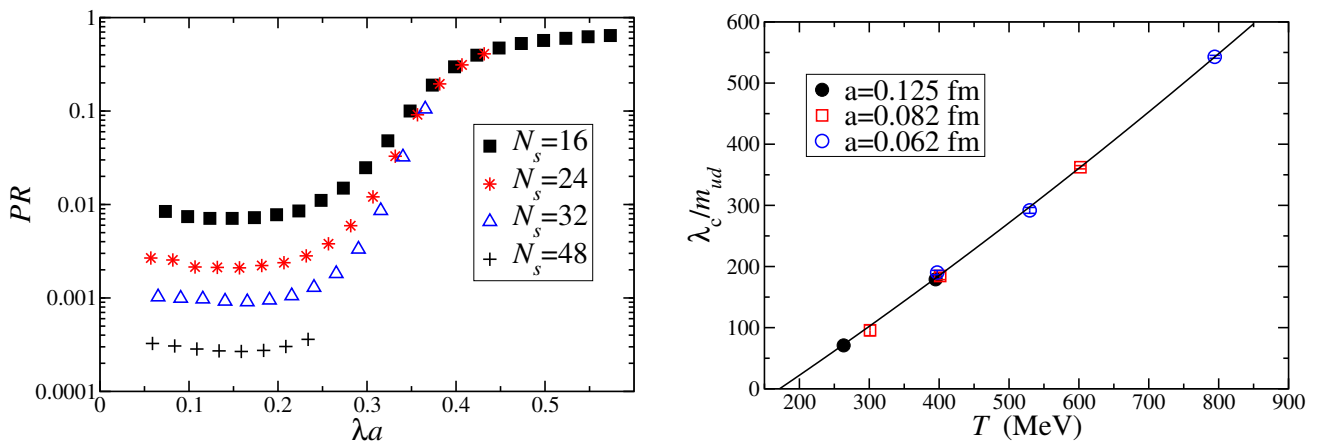 1
0.1
0.01
0.001
0.0001
PR
0
0.1
0.2
0.3
0.4
0.5
λa
N_s=16
N_s=24
N_s=32
N_s=48
600
500
400
300
200
100
0
λ_c/m_ud
200
300
400
500
600
700
800
900
T (MeV)
a=0.125 fm
a=0.082 fm
a=0.062 fm